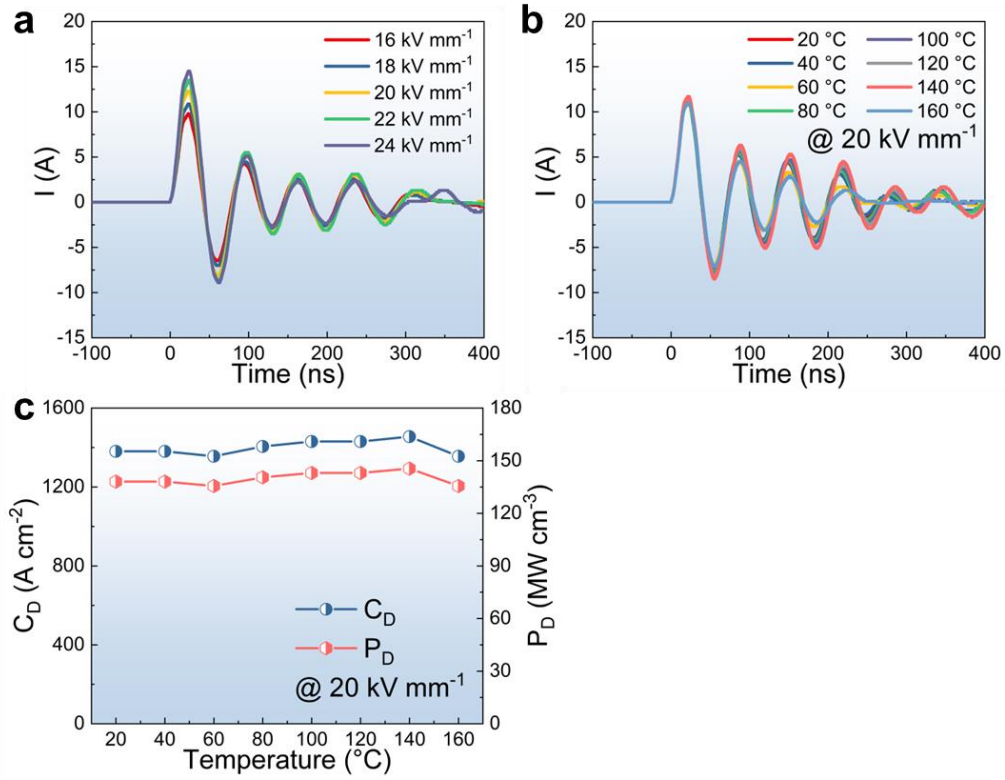 a
20
15
10
5
0
-5
-10
-15
I (A)
-100 0 100 200 300 400
Time (ns)
16 kV mm⁻¹
18 kV mm⁻¹
20 kV mm⁻¹
22 kV mm⁻¹
24 kV mm⁻¹
b
20
15
10
5
0
-5
-10
-15
I (A)
-100 0 100 200 300 400
Time (ns)
20 °C 100 °C
40 °C 120 °C
60 °C 140 °C
80 °C 160 °C
@ 20 kV mm⁻¹
c
1600
1200
800
400
0
C_D (A cm⁻²)
180
150
120
90
60
30
0
P_D (MW cm⁻³)
20 40 60 80 100 120 140 160
Temperature (°C)
C_D
P_D
@ 20 kV mm⁻¹